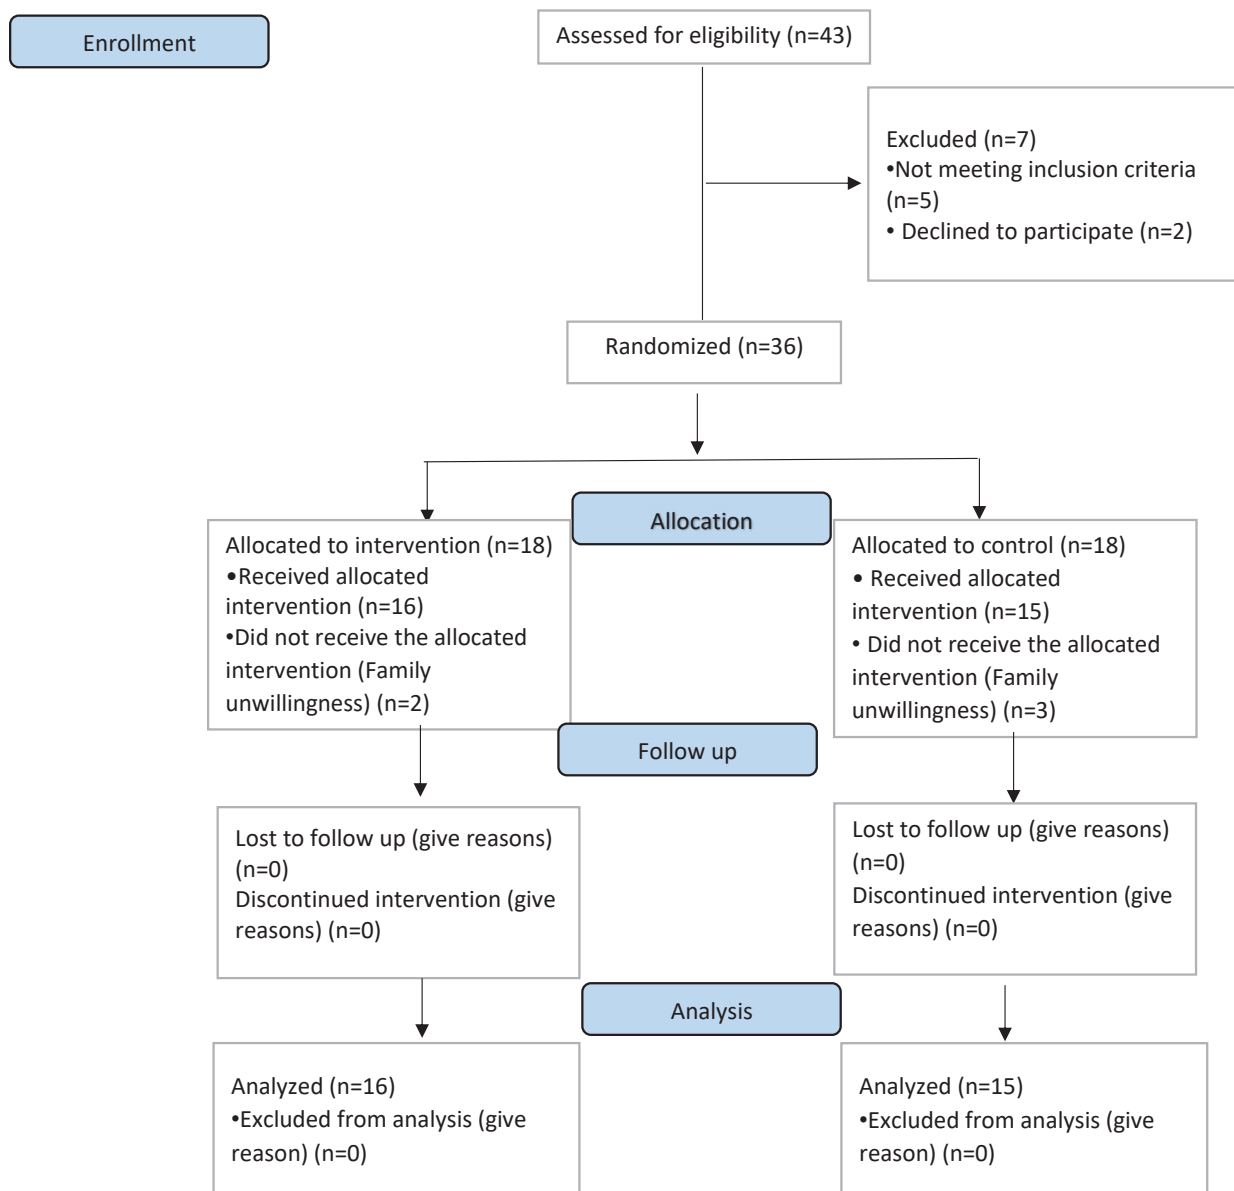 Enrollment
Assessed for eligibility (n=43)
Excluded (n=7)
•Not meeting inclusion criteria
(n=5)
• Declined to participate (n=2)
Randomized (n=36)
Allocation
Allocated to intervention (n=18)
•Received allocated
intervention (n=16)
•Did not receive the allocated
intervention (Family
unwillingness) (n=2)
Allocated to control (n=18)
• Received allocated
intervention (n=15)
• Did not receive the allocated
intervention (Family
unwillingness) (n=3)
Follow up
Lost to follow up (give reasons)
(n=0)
Discontinued intervention (give
reasons) (n=0)
Lost to follow up (give reasons)
(n=0)
Discontinued intervention (give
reasons) (n=0)
Analysis
Analyzed (n=16)
•Excluded from analysis (give
reason) (n=0)
Analyzed (n=15)
•Excluded from analysis (give
reason) (n=0)